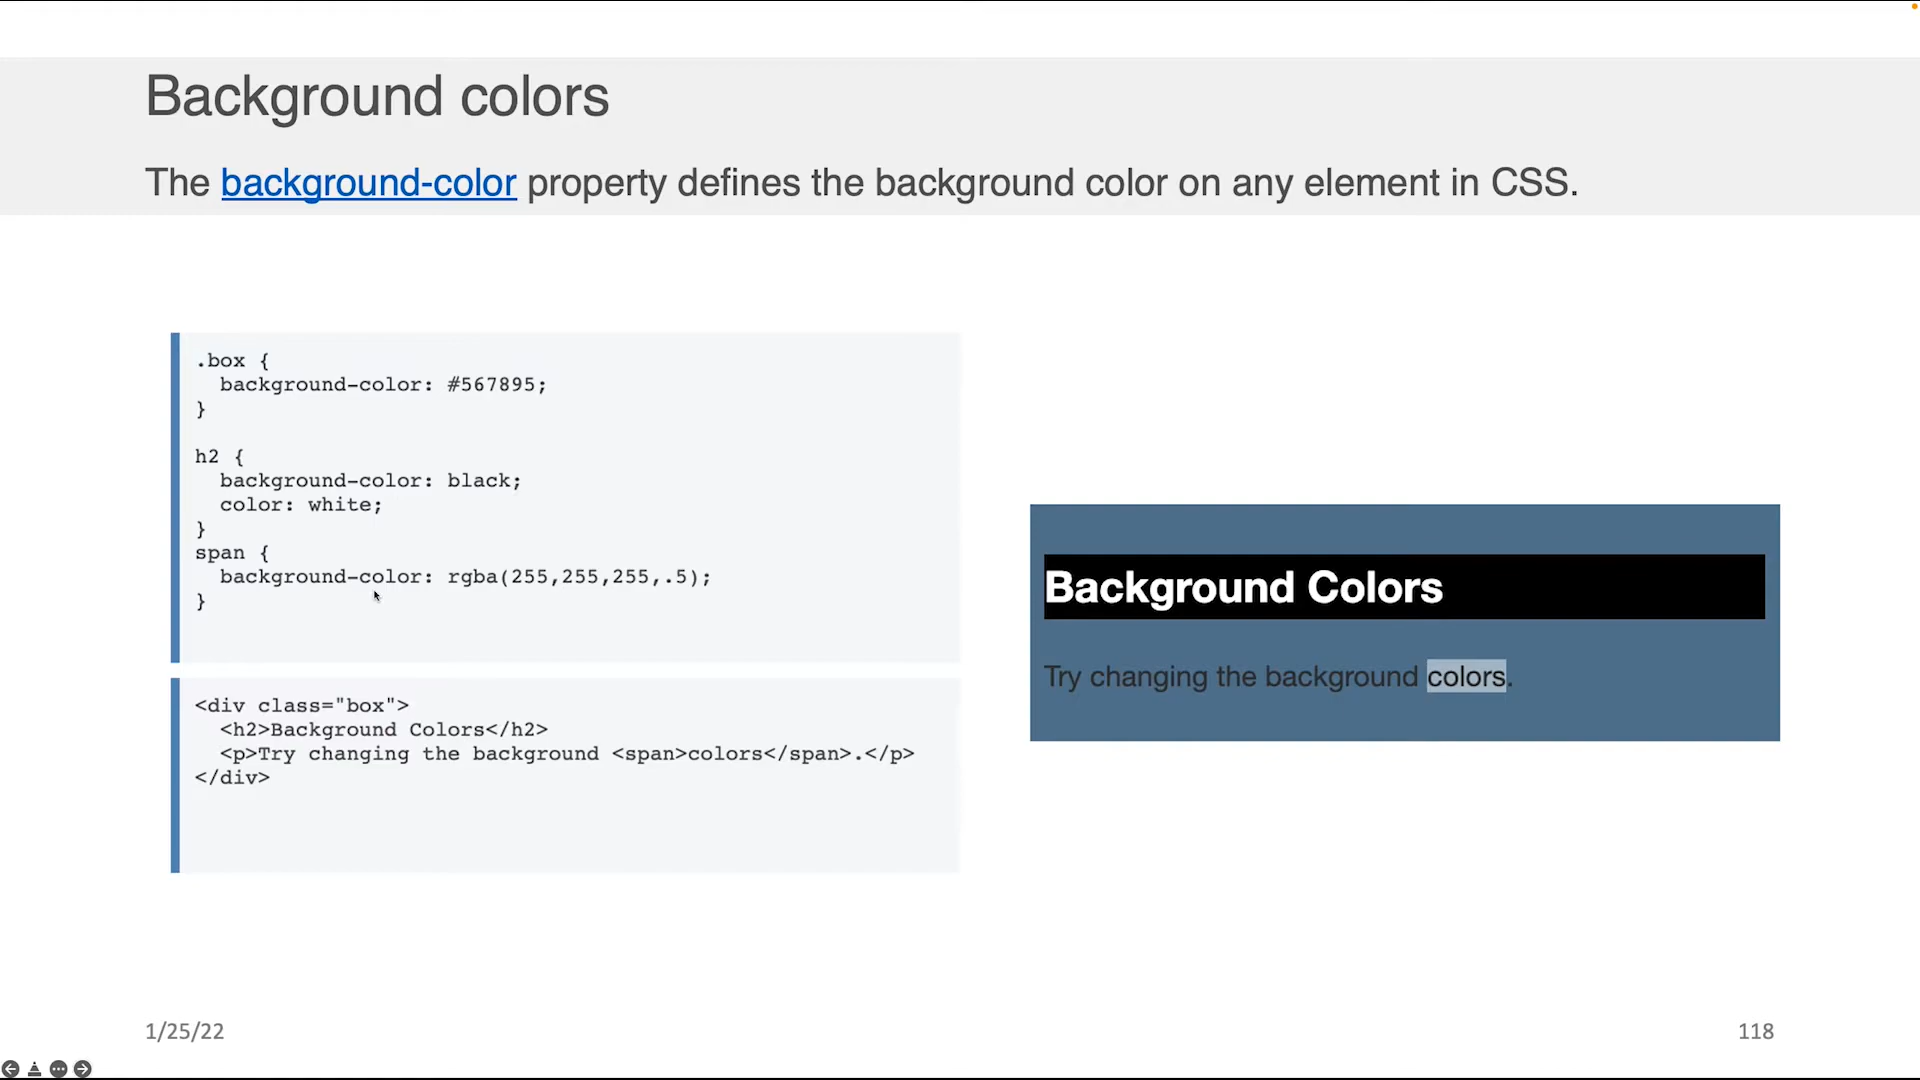 Background colors
The background-color property defines the background color on any element in CSS.
.box {
  background-color: #567895;
}
h2 {
  background-color: black;
  color: white;
}
span {
  background-color: rgba(255,255,255,.5);
}
<div class="box">
  <h2>Background Colors</h2>
  <p>Try changing the background <span>colors</span>.</p>
</div>
Background Colors
Try changing the background colors.
1/25/22
118